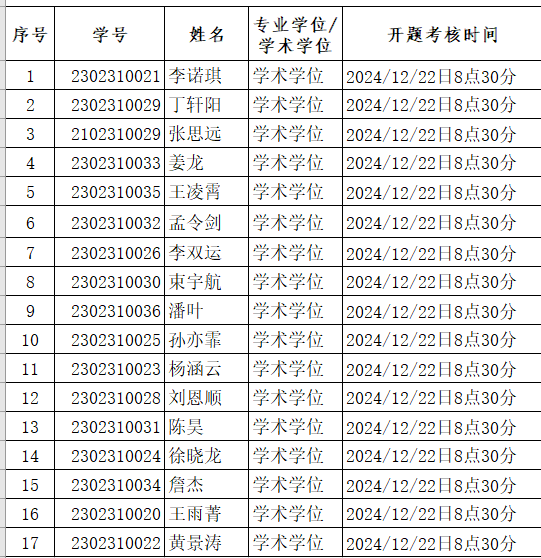 序号 学号 姓名 专业学位/学术学位 开题考核时间
1 2302310021 李诺琪 学术学位 2024/12/22日8点30分
2 2302310029 丁轩阳 学术学位 2024/12/22日8点30分
3 2102310029 张思远 学术学位 2024/12/22日8点30分
4 2302310033 姜龙 学术学位 2024/12/22日8点30分
5 2302310035 王凌霄 学术学位 2024/12/22日8点30分
6 2302310032 孟令剑 学术学位 2024/12/22日8点30分
7 2302310026 李双运 学术学位 2024/12/22日8点30分
8 2302310030 束宇航 学术学位 2024/12/22日8点30分
9 2302310036 潘叶 学术学位 2024/12/22日8点30分
10 2302310025 孙亦霏 学术学位 2024/12/22日8点30分
11 2302310023 杨涵云 学术学位 2024/12/22日8点30分
12 2302310028 刘恩顺 学术学位 2024/12/22日8点30分
13 2302310031 陈昊 学术学位 2024/12/22日8点30分
14 2302310024 徐晓龙 学术学位 2024/12/22日8点30分
15 2302310034 詹杰 学术学位 2024/12/22日8点30分
16 2302310020 王雨菁 学术学位 2024/12/22日8点30分
17 2302310022 黄景涛 学术学位 2024/12/22日8点30分